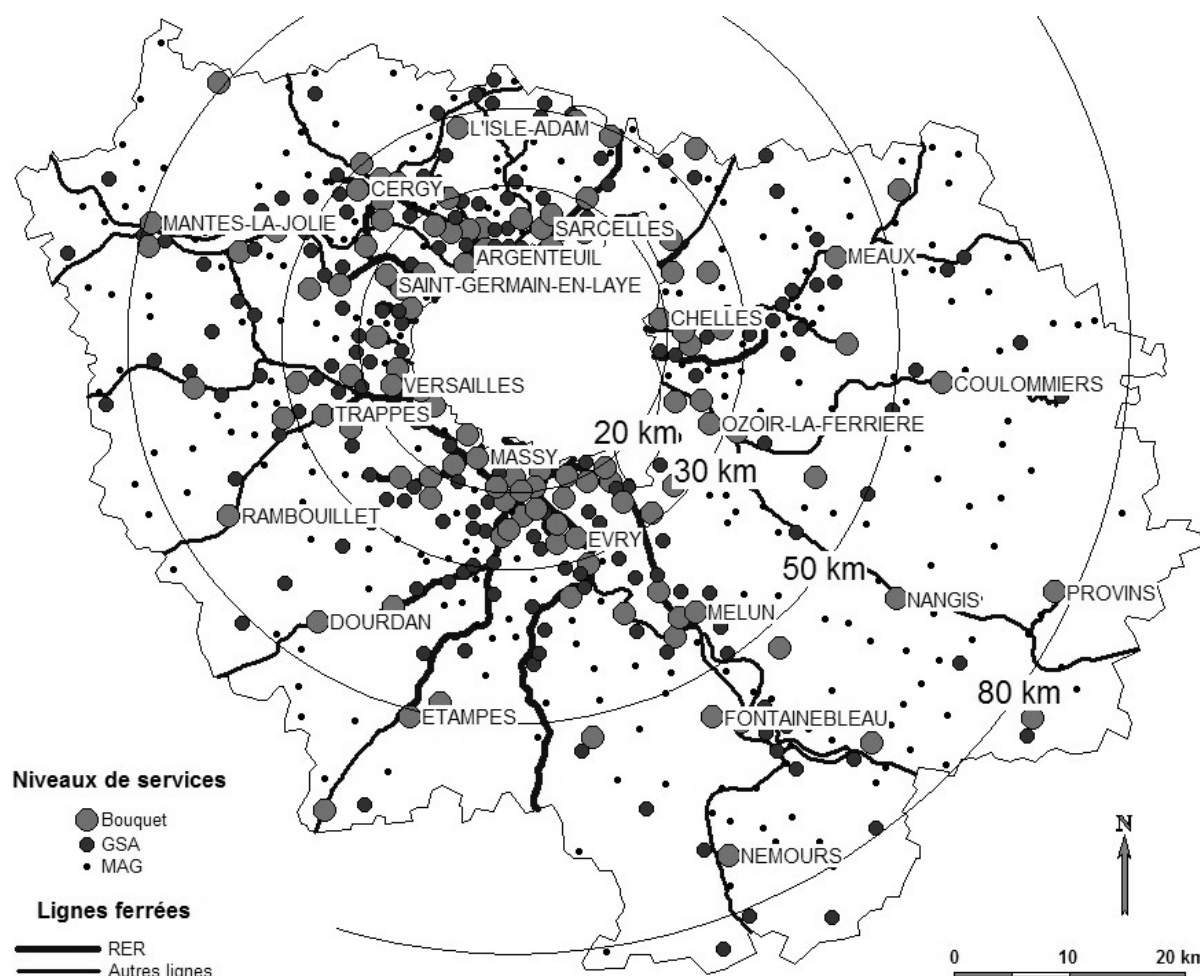 L'ISLE-ADAM
CERGY
MANTES-LA-JOLIE
SARCELLES
ARGENTEUIL
MEAUX
SAINT-GERMAIN-EN-LAYE
CHELLES
VERSAILLES
COULOMMIERS
TRAPPES
OZOIR-LA-FERRIERE
20 km
MASSY
30 km
RAMBOUILLET
EVRY
50 km
PROVINS
NANGIS
MELUN
DOURDAN
80 km
ETAMPES
FONTAINEBLEAU
NEMOURS
Niveaux de services
Bouquet
GSA
MAG
Lignes ferrées
RER
Autres lignes
N
0 10 20 km